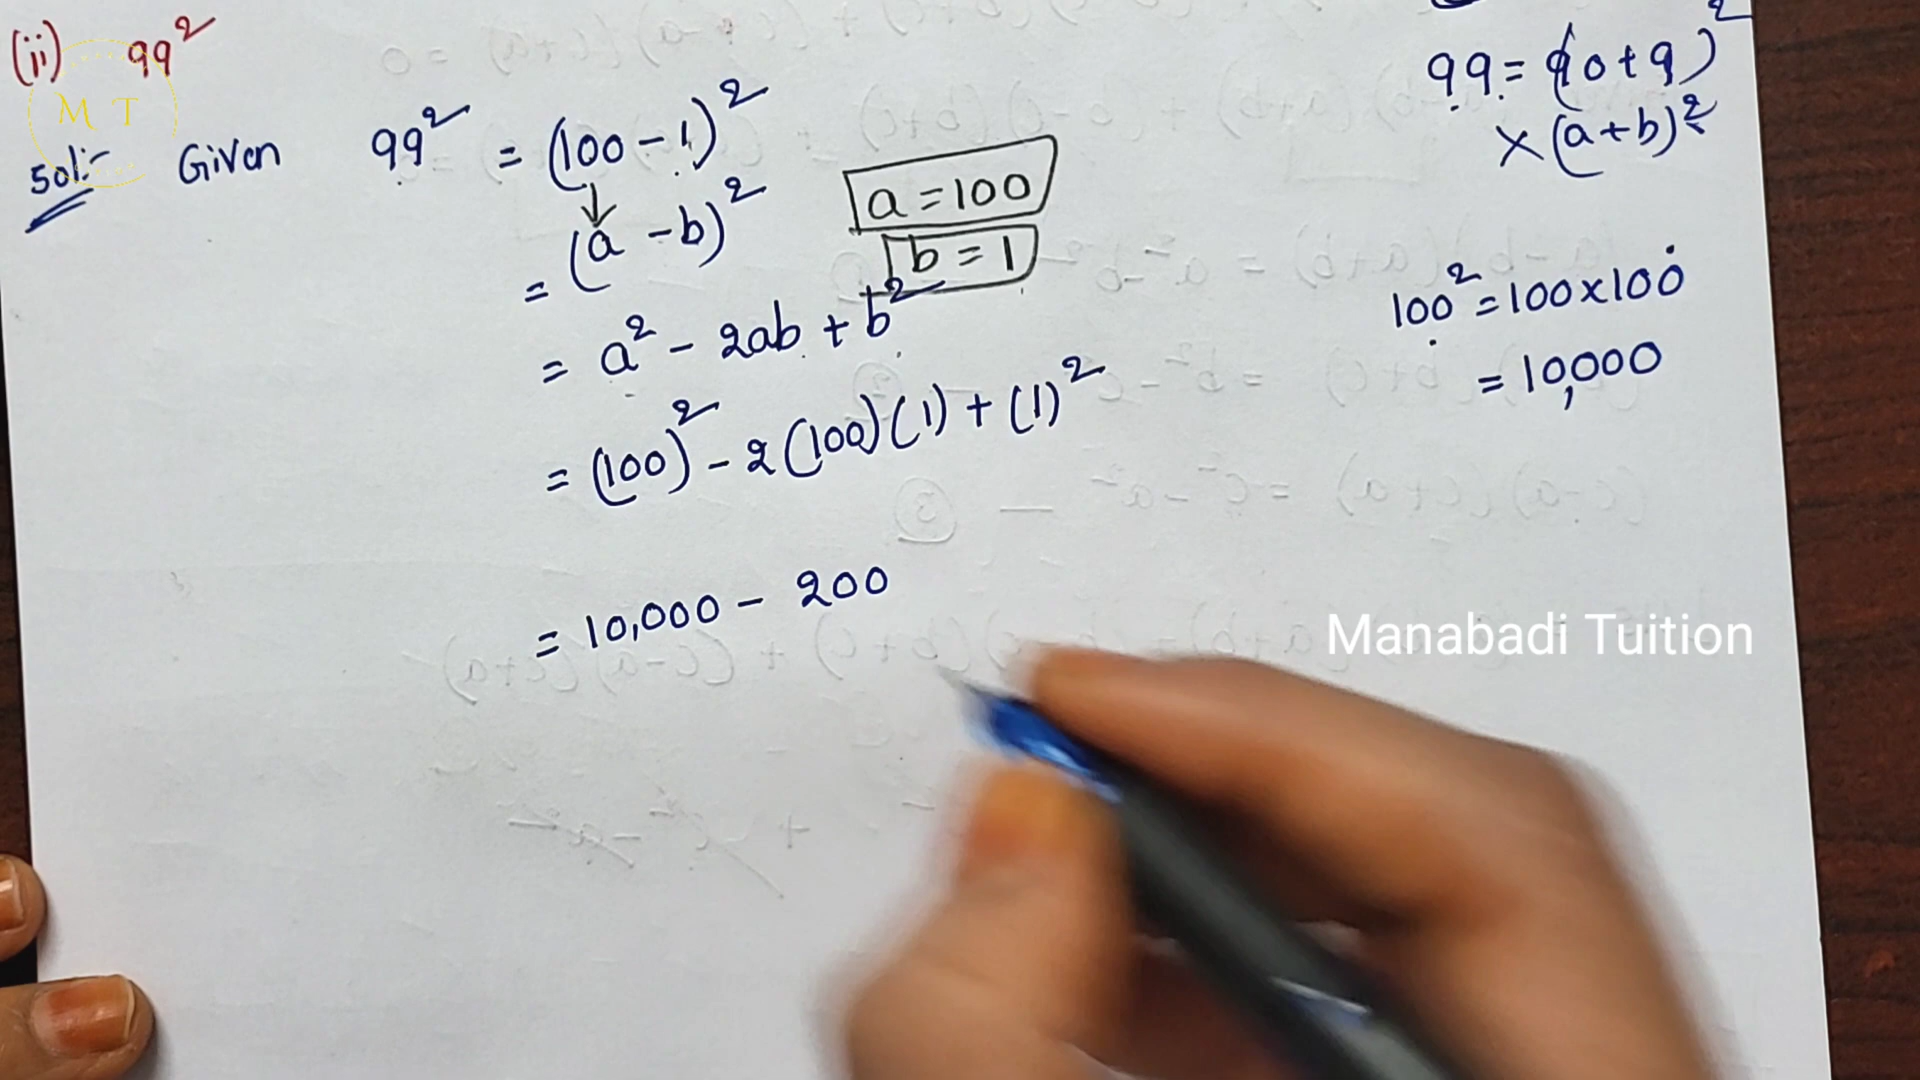 (ii) 99²
M T
Sol:- Given 99² = (100 - 1)²
= (a - b)²
a = 100
b = 1
= a² - 2ab + b²
= (100)² - 2 (100) (1) + (1)²
= 10,000 - 200
99 = (90 + 9)²
× (a + b)²
100² = 100 × 100
= 10,000
Manabadi Tuition